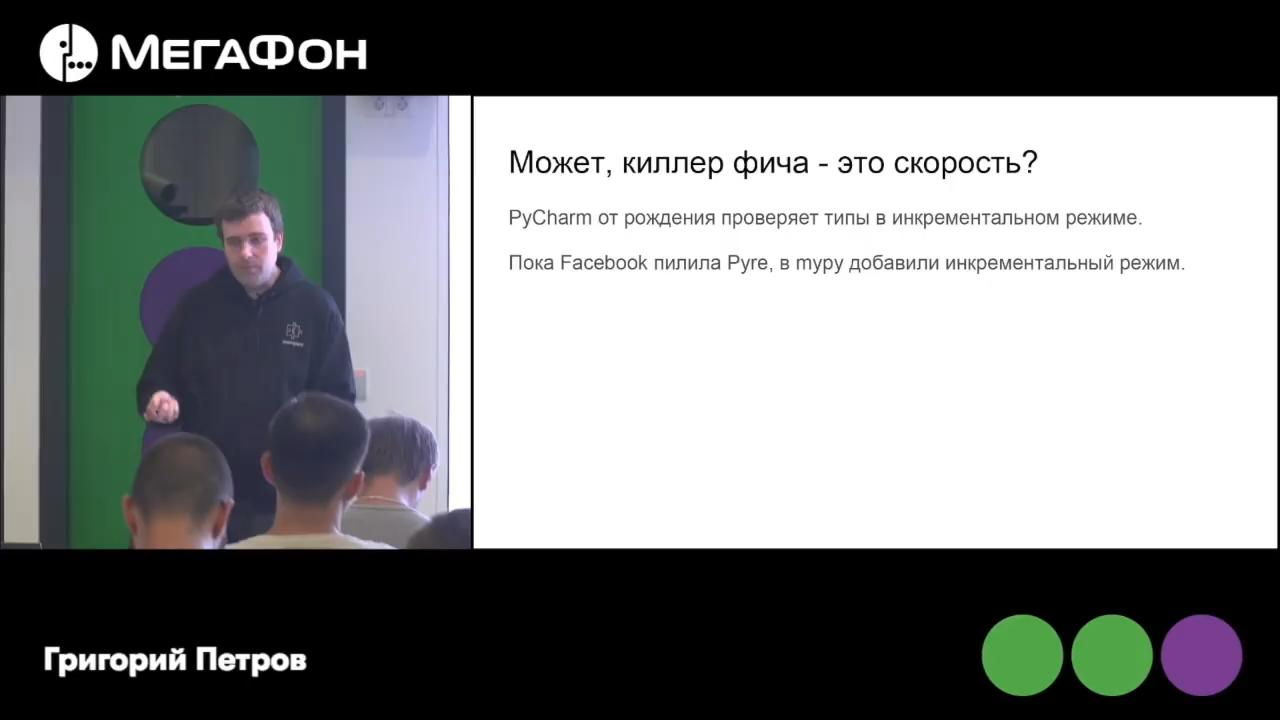 МЕГАФОН
Может, киллер фича - это скорость?
PyCharm от рождения проверяет типы в инкрементальном режиме.
Пока Facebook пилила Pyre, в mypy добавили инкрементальный режим.
Григорий Петров